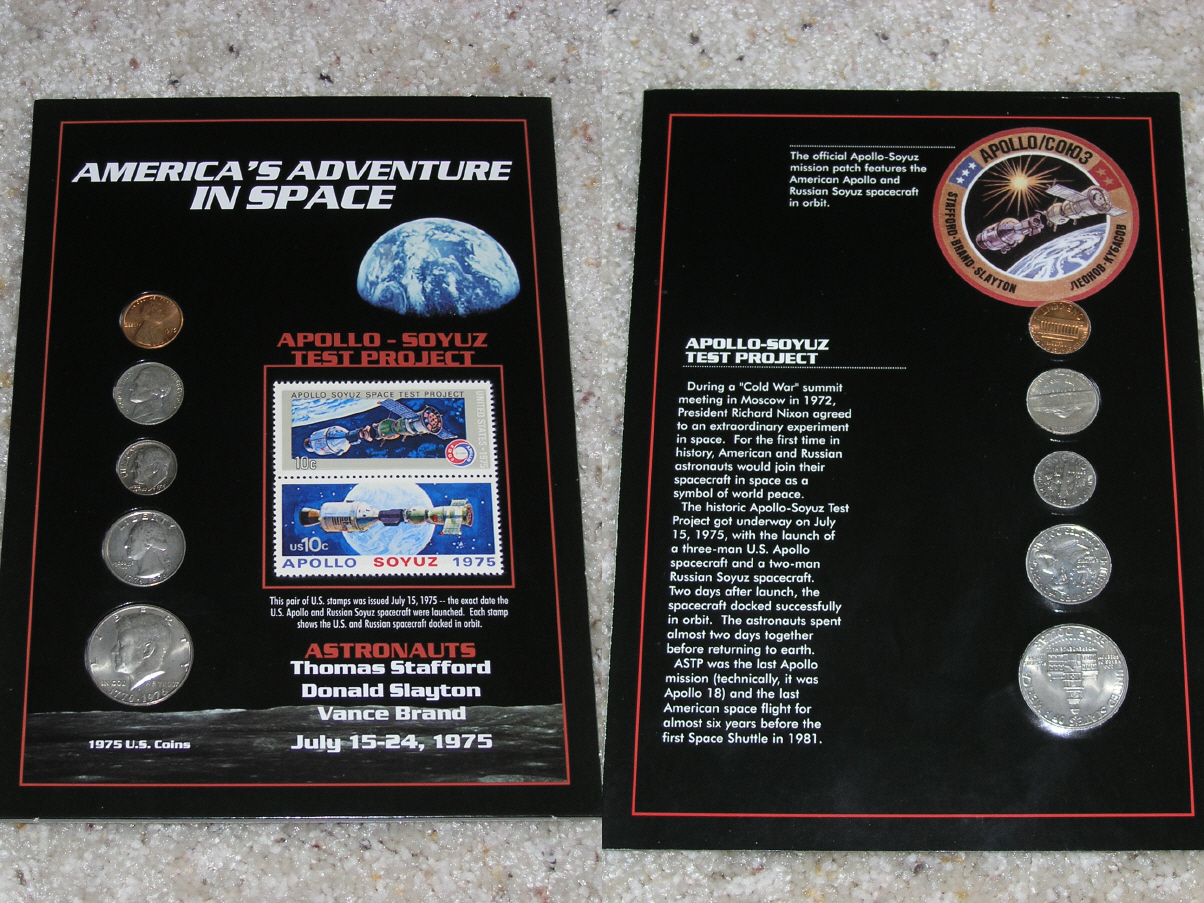 AMERICA'S ADVENTURE
IN SPACE
APOLLO - SOYUZ
TEST PROJECT
APOLLO SOYUZ SPACE TEST PROJECT
UNITED STATES 1975
10c
US10c
APOLLO SOYUZ 1975
This pair of U.S. stamps was issued July 15, 1975 -- the exact date the
U.S. Apollo and Russian Soyuz spacecraft were launched. Each stamp
shows the U.S. and Russian spacecraft docked in orbit.
ASTRONAUTS
Thomas Stafford
Donald Slayton
Vance Brand
July 15-24, 1975
LIBERTY
1776-1976
1975 U.S. Coins
The official Apollo-Soyuz
mission patch features the
American Apollo and
Russian Soyuz spacecraft
in orbit.
APOLLO/СОЮЗ
STAFFORD·BRAND·SLAYTON
ЛЕОНОВ·КУБАСОВ
APOLLO-SOYUZ
TEST PROJECT
During a "Cold War" summit
meeting in Moscow in 1972,
President Richard Nixon agreed
to an extraordinary experiment
in space. For the first time in
history, American and Russian
astronauts would join their
spacecraft in space as a
symbol of world peace.
The historic Apollo-Soyuz Test
Project got underway on July
15, 1975, with the launch of
a three-man U.S. Apollo
spacecraft and a two-man
Russian Soyuz spacecraft.
Two days after launch, the
spacecraft docked successfully
in orbit. The astronauts spent
almost two days together
before returning to earth.
ASTP was the last Apollo
mission (technically, it was
Apollo 18) and the last
American space flight for
almost six years before the
first Space Shuttle in 1981.